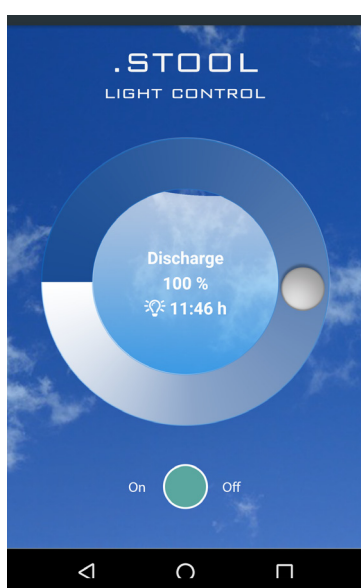 .STOOL
LIGHT CONTROL
Discharge
100 %
11:46 h
On Off